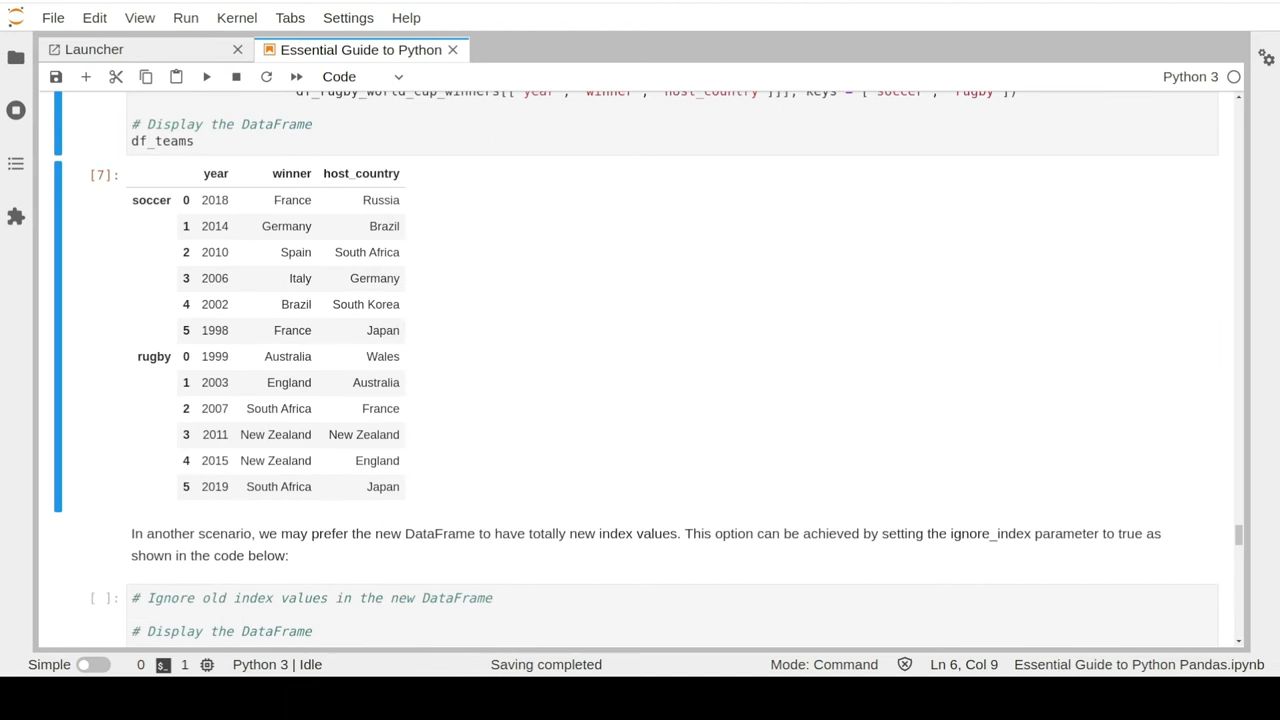 File Edit View Run Kernel Tabs Settings Help
Launcher Essential Guide to Python
Code Python 3
df_rugby_world_cup_winners[['year', 'winner', 'host_country']]], keys = ['soccer', 'rugby'])
# Display the DataFrame
df_teams
[7]: year winner host_country
soccer 0 2018 France Russia
1 2014 Germany Brazil
2 2010 Spain South Africa
3 2006 Italy Germany
4 2002 Brazil South Korea
5 1998 France Japan
rugby 0 1999 Australia Wales
1 2003 England Australia
2 2007 South Africa France
3 2011 New Zealand New Zealand
4 2015 New Zealand England
5 2019 South Africa Japan
In another scenario, we may prefer the new DataFrame to have totally new index values. This option can be achieved by setting the ignore_index parameter to true as
shown in the code below:
[ ]: # Ignore old index values in the new DataFrame
# Display the DataFrame
Simple 0 $_ 1 Python 3 | Idle Saving completed Mode: Command Ln 6, Col 9 Essential Guide to Python Pandas.ipynb